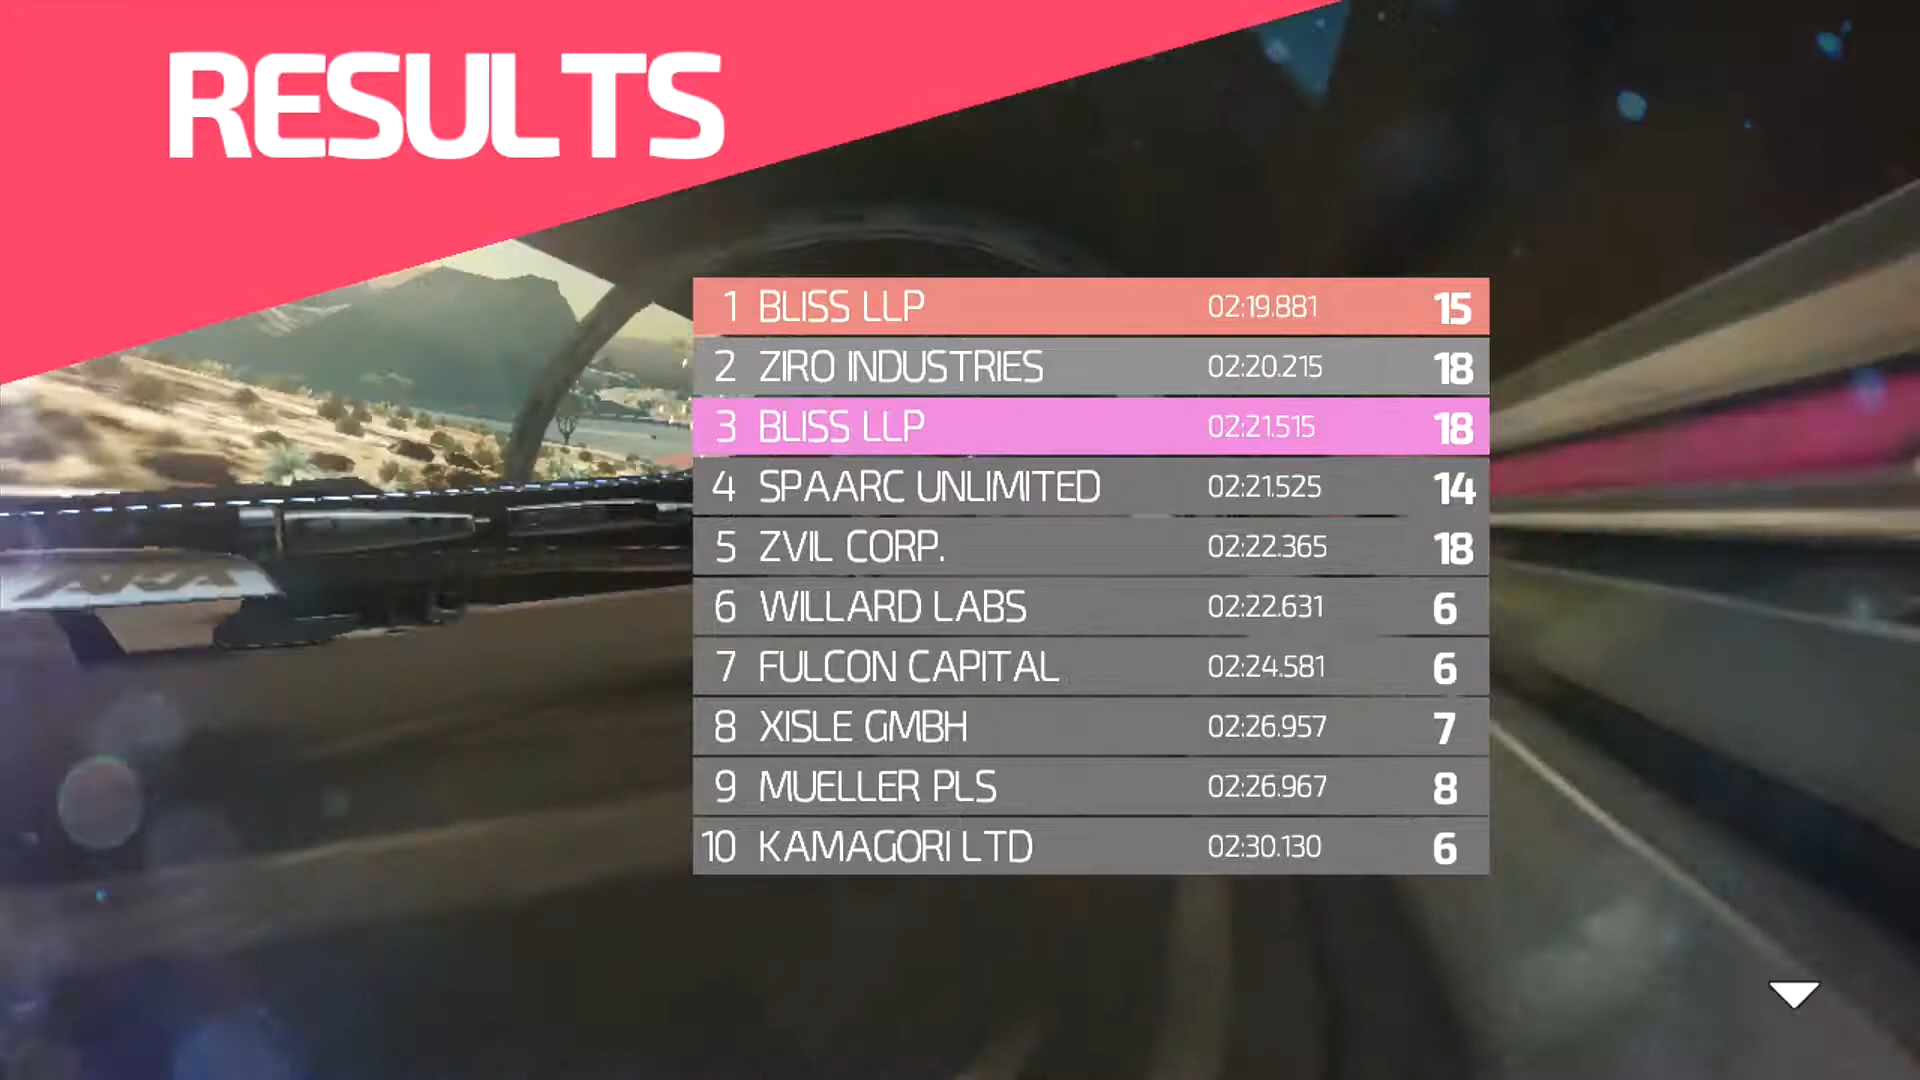 RESULTS
1 BLISS LLP 02:19.881 15
2 ZIRO INDUSTRIES 02:20.215 18
3 BLISS LLP 02:21.515 18
4 SPAARC UNLIMITED 02:21.525 14
5 ZVIL CORP. 02:22.365 18
6 WILLARD LABS 02:22.631 6
7 FULCON CAPITAL 02:24.581 6
8 XISLE GMBH 02:26.957 7
9 MUELLER PLS 02:26.967 8
10 KAMAGORI LTD 02:30.130 6